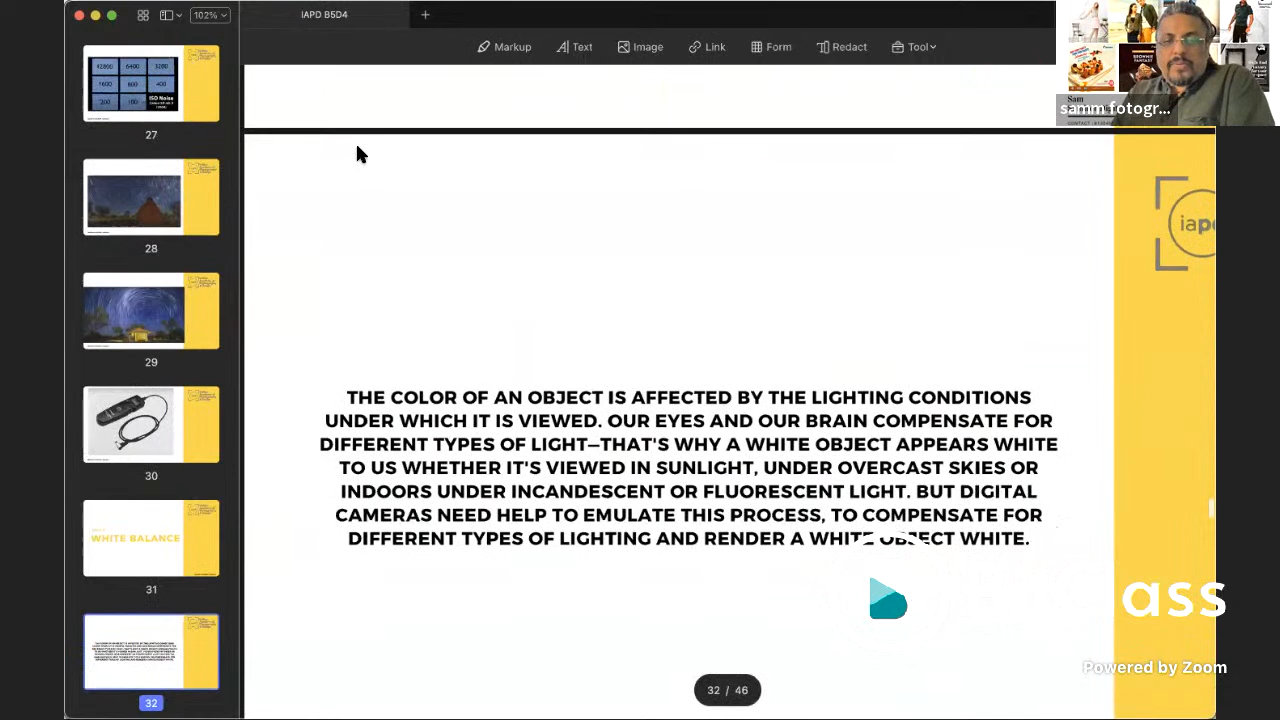 102%
IAPD B5D4
Markup
Text
Image
Link
Form
Redact
Tool
samm fotogr...
Sam
27
28
29
30
WHITE BALANCE
31
32
iap
THE COLOR OF AN OBJECT IS AFFECTED BY THE LIGHTING CONDITIONS
UNDER WHICH IT IS VIEWED. OUR EYES AND OUR BRAIN COMPENSATE FOR
DIFFERENT TYPES OF LIGHT—THAT'S WHY A WHITE OBJECT APPEARS WHITE
TO US WHETHER IT'S VIEWED IN SUNLIGHT, UNDER OVERCAST SKIES OR
INDOORS UNDER INCANDESCENT OR FLUORESCENT LIGHT. BUT DIGITAL
CAMERAS NEED HELP TO EMULATE THIS PROCESS, TO COMPENSATE FOR
DIFFERENT TYPES OF LIGHTING AND RENDER A WHITE OBJECT WHITE.
ass
Powered by Zoom
32 / 46